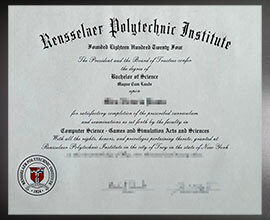 Rensselaer Polytechnic Institute
Founded Eighteen Hundred Twenty Four
The President and the Board of Trustees confer
the degree of
Bachelor of Science
Magna Cum Laude
upon
for satisfactory completion of the prescribed curriculum
and examinations as set forth by the faculty in
Computer Science - Games and Simulation Arts and Sciences
With all the rights, honors, and privileges pertaining thereto, granted at
Rensselaer Polytechnic Institute in the city of Troy in the state of New York